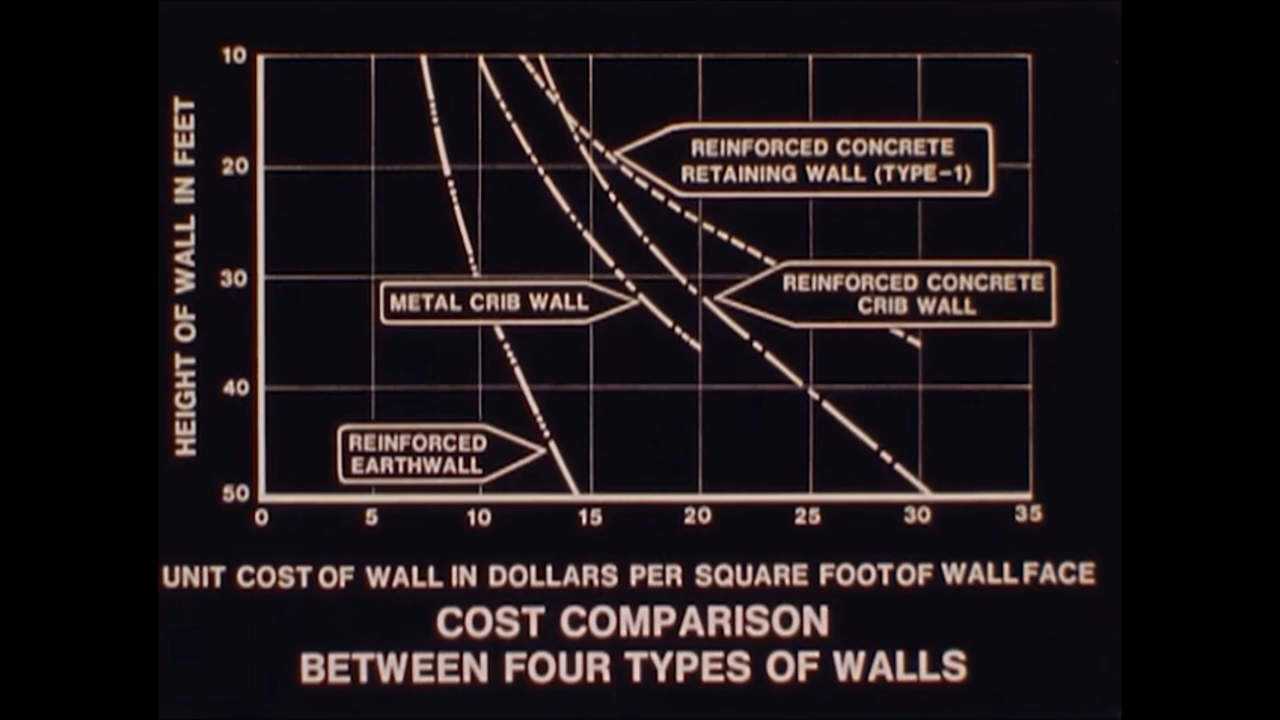 HEIGHT OF WALL IN FEET
10
20
30
40
50
REINFORCED CONCRETE
RETAINING WALL (TYPE-1)
REINFORCED CONCRETE
CRIB WALL
METAL CRIB WALL
REINFORCED
EARTHWALL
0 5 10 15 20 25 30 35
UNIT COST OF WALL IN DOLLARS PER SQUARE FOOT OF WALL FACE
COST COMPARISON
BETWEEN FOUR TYPES OF WALLS